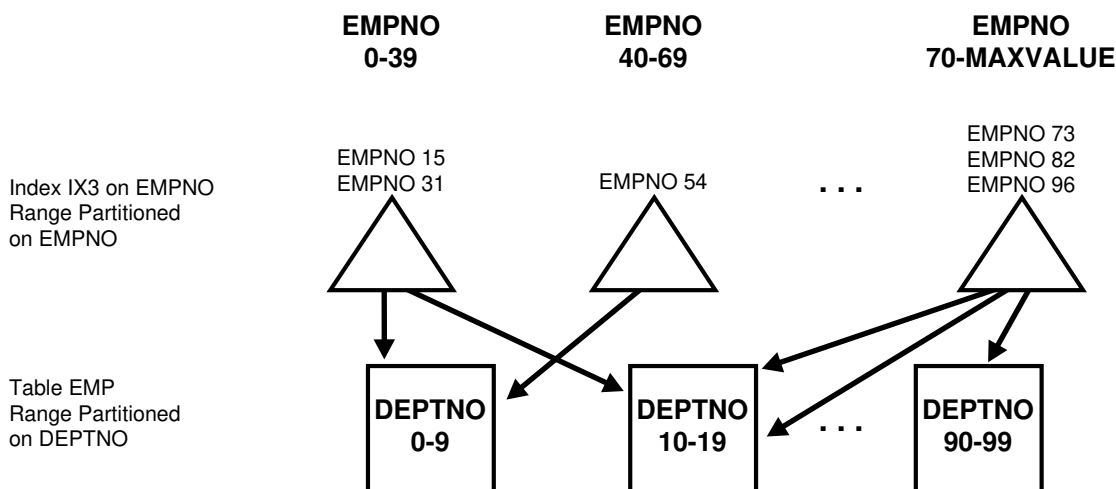 EMPNO
0-39
EMPNO
40-69
EMPNO
70-MAXVALUE
Index IX3 on EMPNO
Range Partitioned
on EMPNO
EMPNO 15
EMPNO 31
EMPNO 54
. . .
EMPNO 73
EMPNO 82
EMPNO 96
Table EMP
Range Partitioned
on DEPTNO
DEPTNO
0-9
DEPTNO
10-19
. . .
DEPTNO
90-99